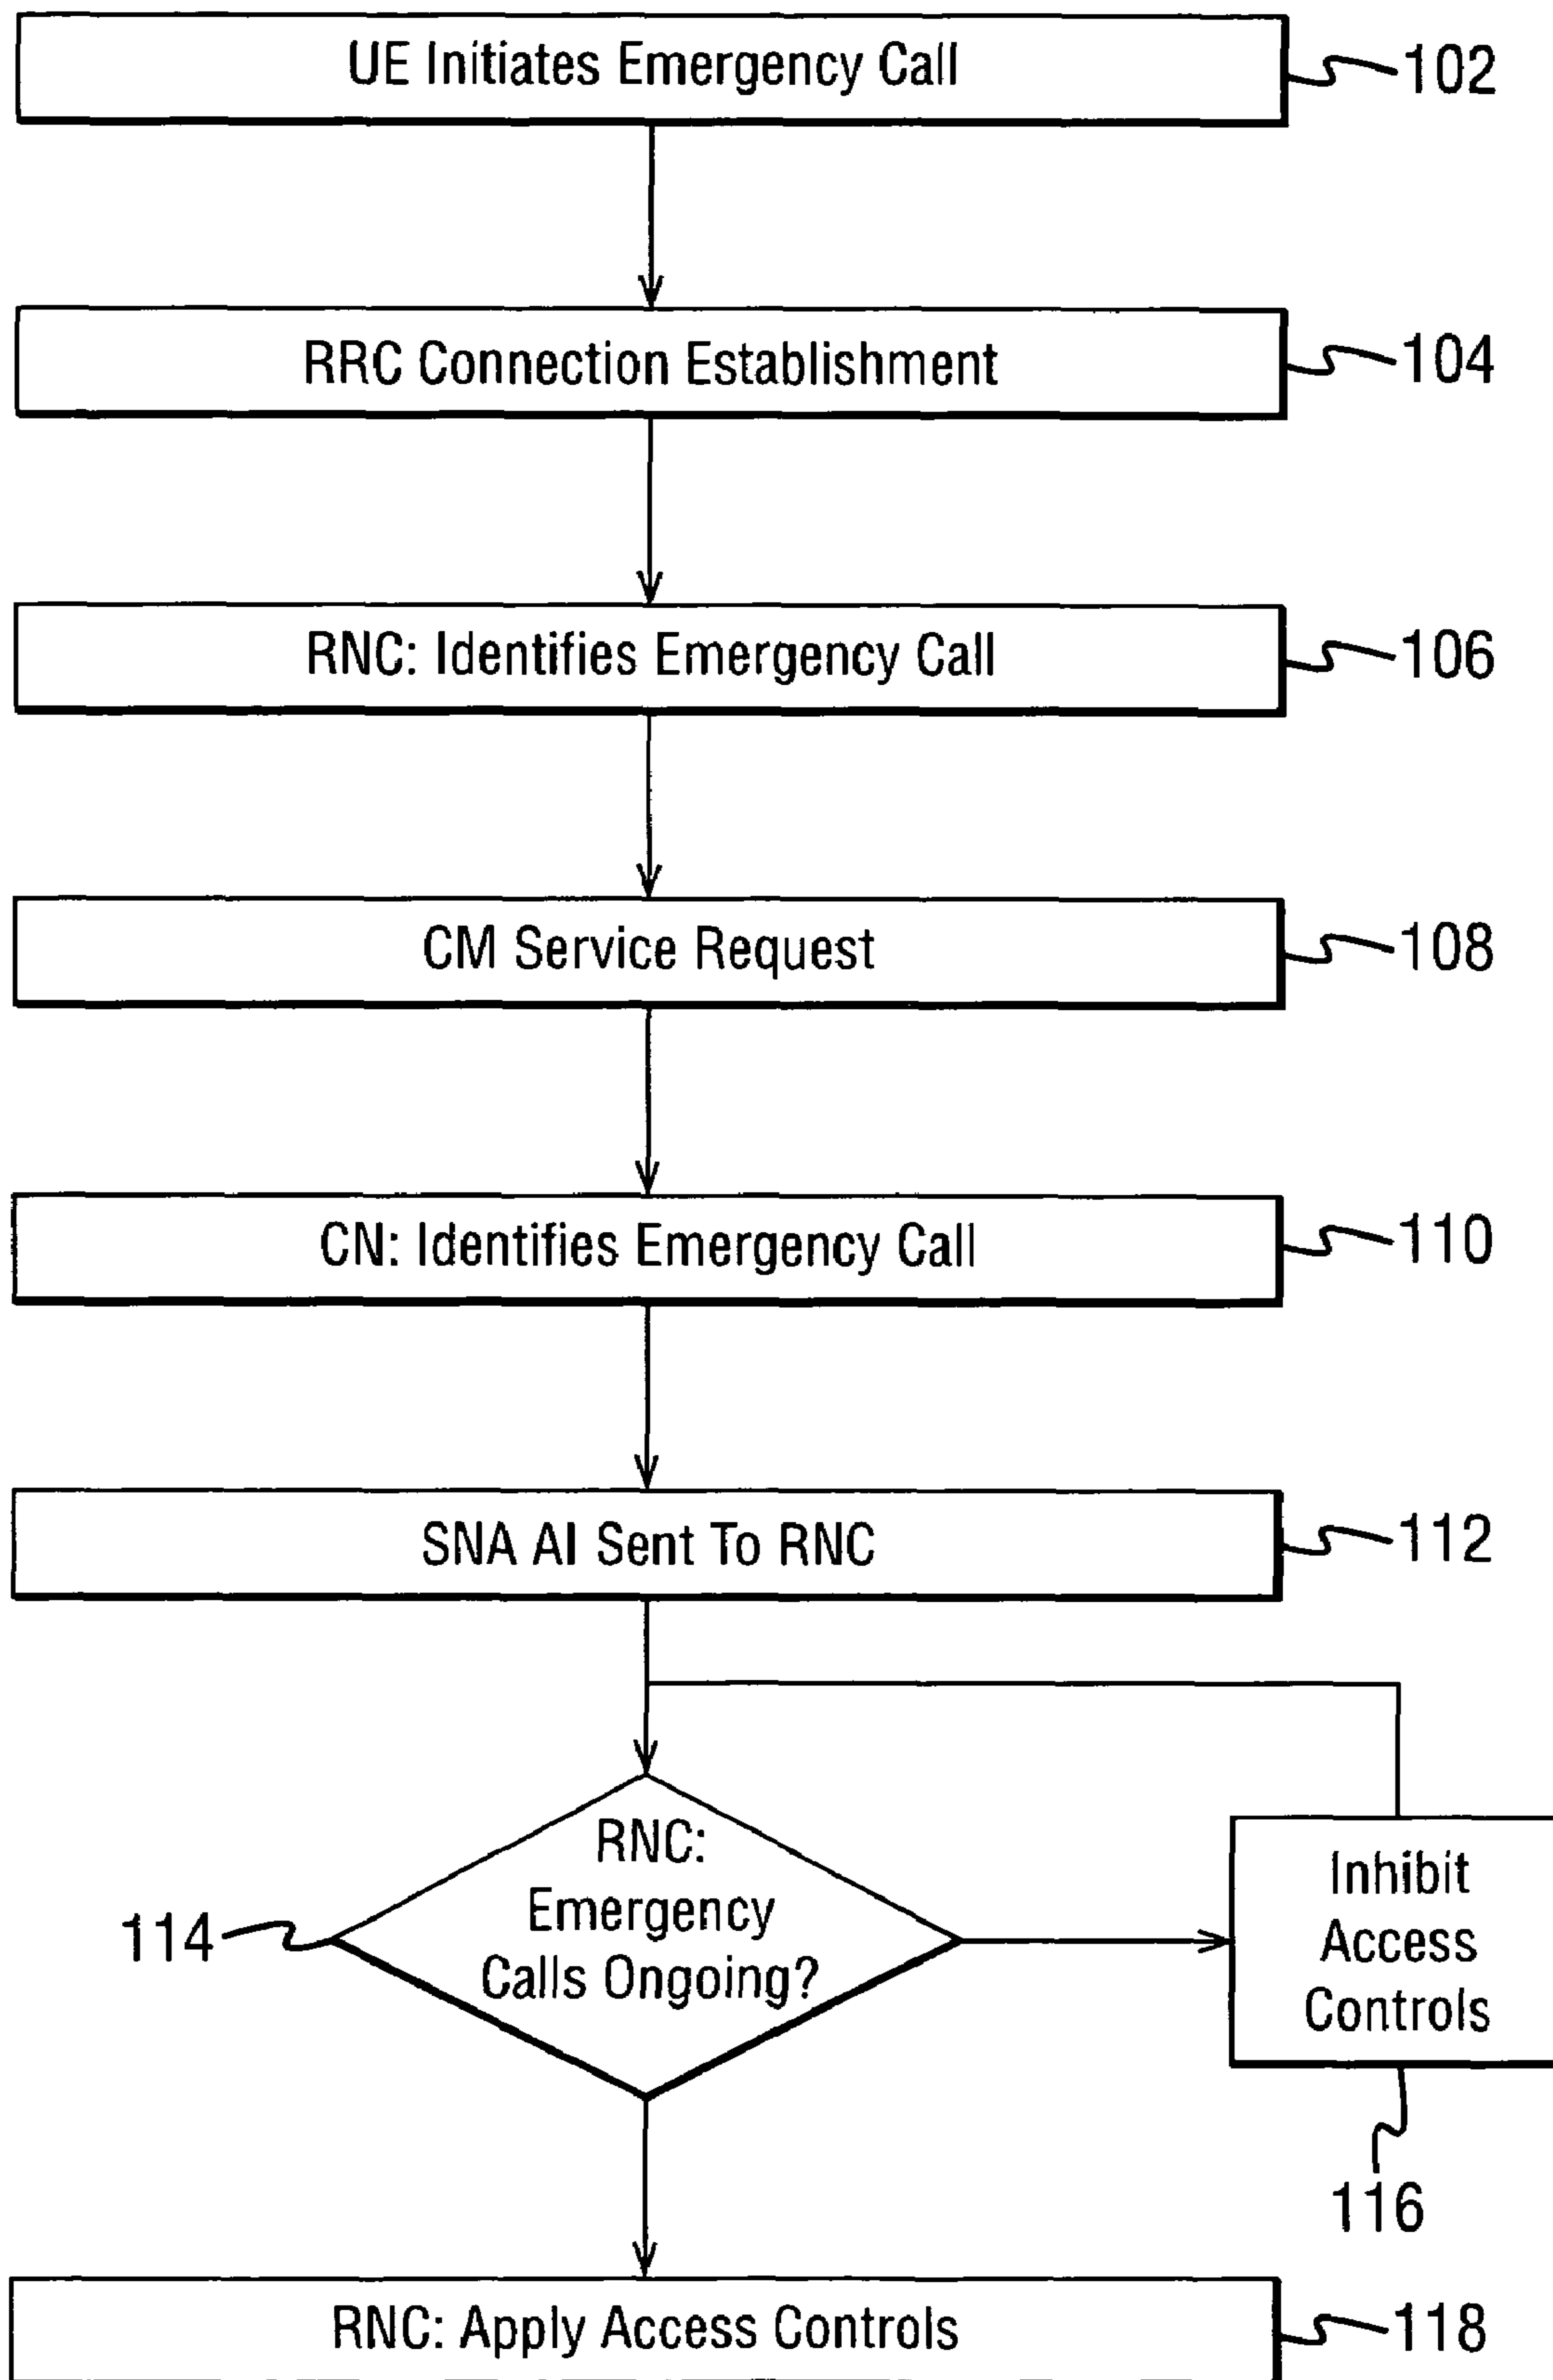 UE Initiates Emergency Call
102
RRC Connection Establishment
104
RNC: Identifies Emergency Call
106
CM Service Request
108
CN: Identifies Emergency Call
110
SNA AI Sent To RNC
112
RNC:
Emergency
Calls Ongoing?
114
Inhibit
Access
Controls
116
RNC: Apply Access Controls
118